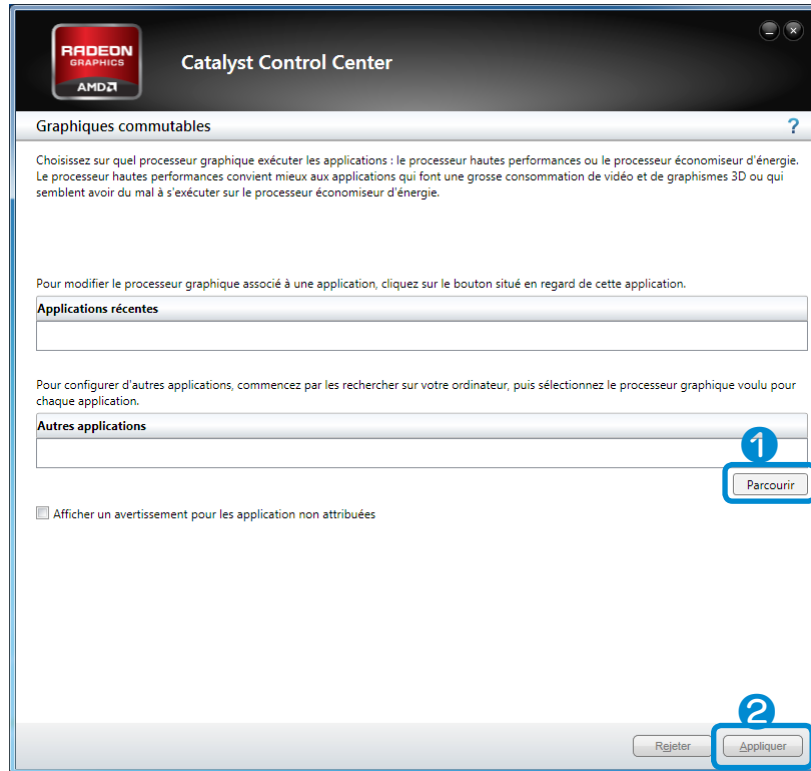 RADEON
GRAPHICS
AMD
Catalyst Control Center
Graphiques commutables
?
Choisissez sur quel processeur graphique exécuter les applications : le processeur hautes performances ou le processeur économiseur d'énergie.
Le processeur hautes performances convient mieux aux applications qui font une grosse consommation de vidéo et de graphismes 3D ou qui
semblent avoir du mal à s'exécuter sur le processeur économiseur d'énergie.
Pour modifier le processeur graphique associé à une application, cliquez sur le bouton situé en regard de cette application.
Applications récentes
Pour configurer d'autres applications, commencez par les rechercher sur votre ordinateur, puis sélectionnez le processeur graphique voulu pour
chaque application.
Autres applications
1
Parcourir
Afficher un avertissement pour les application non attribuées
2
Rejeter
Appliquer